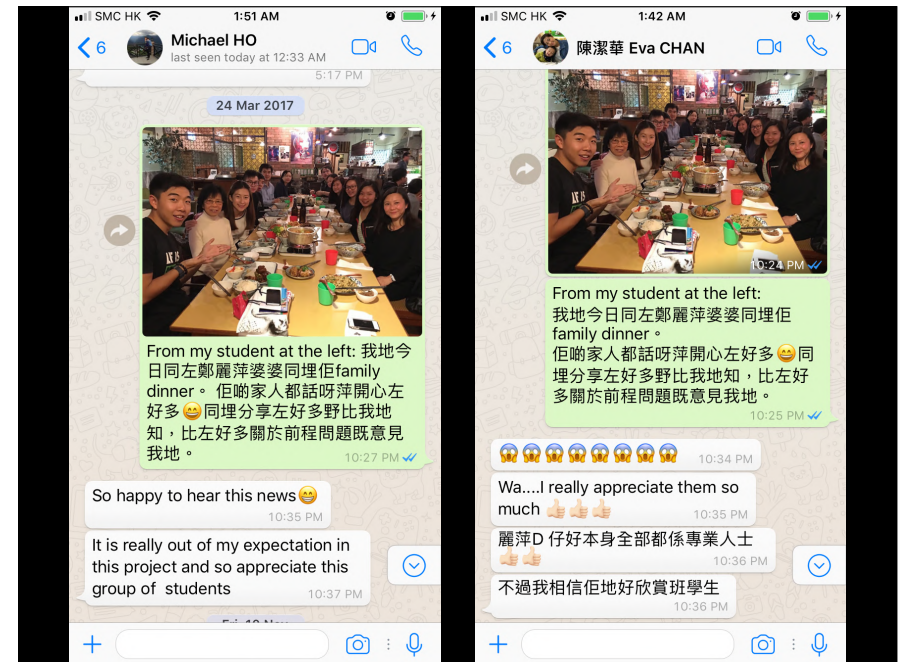 SMC HK
1:51 AM
6
Michael HO
last seen today at 12:33 AM
5:17 PM
24 Mar 2017
From my student at the left: 我地今
日同左鄭麗萍婆婆同埋佢family
dinner。 佢啲家人都話呀萍開心左
好多😄同埋分享左好多野比我地
知，比左好多關於前程問題既意見
我地。
10:27 PM
So happy to hear this news😁
10:35 PM
It is really out of my expectation in
this project and so appreciate this
group of students
10:37 PM
SMC HK
1:42 AM
6
陳潔華 Eva CHAN
10:24 PM
From my student at the left:
我地今日同左鄭麗萍婆婆同埋佢
family dinner。
佢啲家人都話呀萍開心左好多😄同
埋分享左好多野比我地知，比左好
多關於前程問題既意見我地。
10:25 PM
😱😱😱😱😱😱😱😱
10:34 PM
Wa....I really appreciate them so
much 👍🏻👍🏻👍🏻
10:35 PM
麗萍D 仔好本身全部都係專業人士
👍🏻👍🏻
10:36 PM
不過我相信佢地好欣賞班學生
10:36 PM